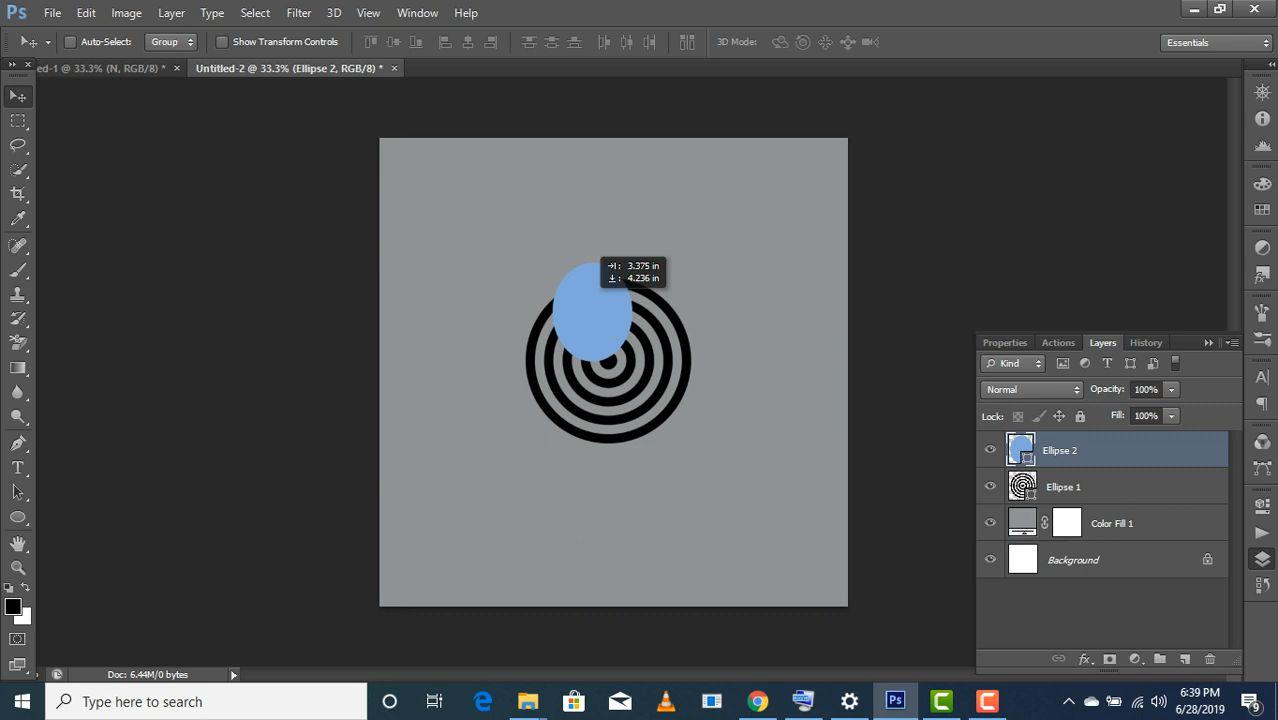 Ps File Edit Image Layer Type Select Filter 3D View Window Help
Auto-Select: Group Show Transform Controls 3D Mode: Essentials
ed-1 @ 33.3% (N, RGB/8) * × Untitled-2 @ 33.3% (Ellipse 2, RGB/8) * ×
3.375 in
4.236 in
Properties Actions Layers History
Kind
Normal Opacity: 100%
Lock: Fill: 100%
Ellipse 2
Ellipse 1
Color Fill 1
Background
Doc: 6.44M/0 bytes
Type here to search
6:39 PM
6/28/2019